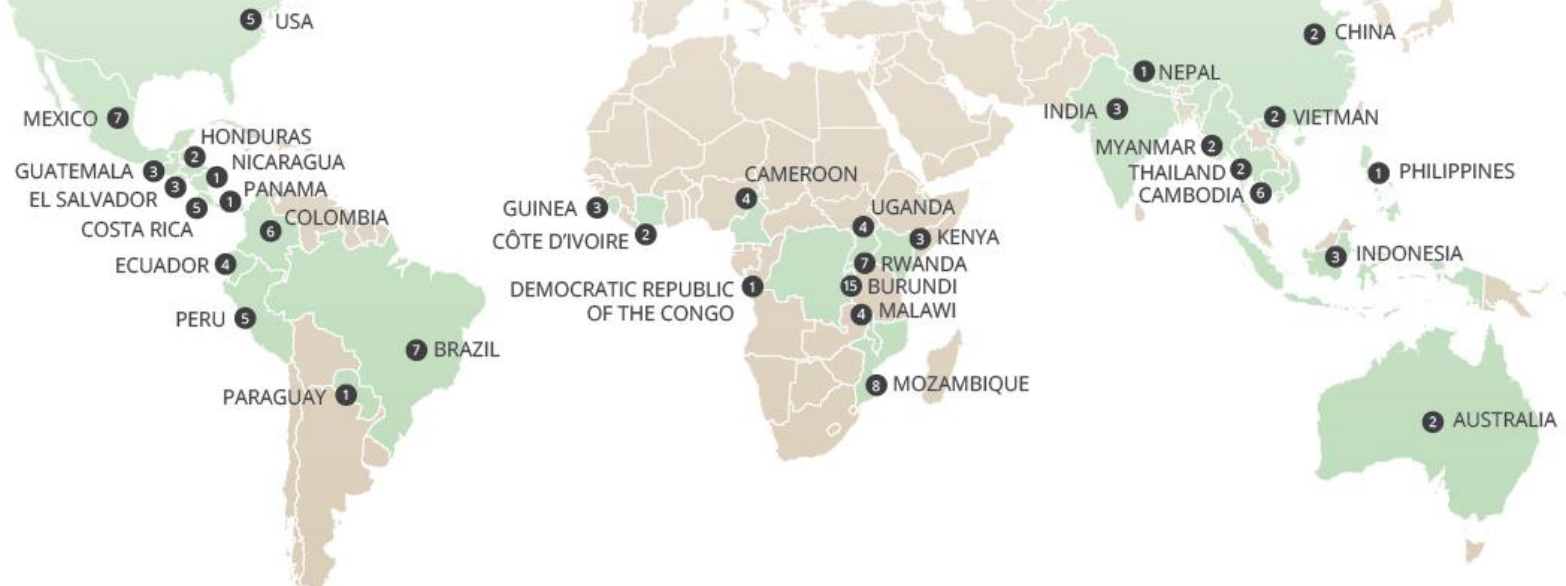 5 USA
MEXICO 7
HONDURAS
2
NICARAGUA
GUATEMALA 3
1
3
EL SALVADOR
PANAMA
1
5
COSTA RICA
COLOMBIA
6
ECUADOR 4
PERU 5
7 BRAZIL
PARAGUAY 1
CAMEROON
4
GUINEA 3
UGANDA
4
CÔTE D'IVOIRE 2
3 KENYA
7 RWANDA
DEMOCRATIC REPUBLIC
OF THE CONGO
1
15 BURUNDI
4 MALAWI
8 MOZAMBIQUE
2 CHINA
1 NEPAL
INDIA 3
2 VIETMAN
MYANMAR 2
THAILAND 2
CAMBODIA 6
1 PHILIPPINES
3 INDONESIA
2 AUSTRALIA